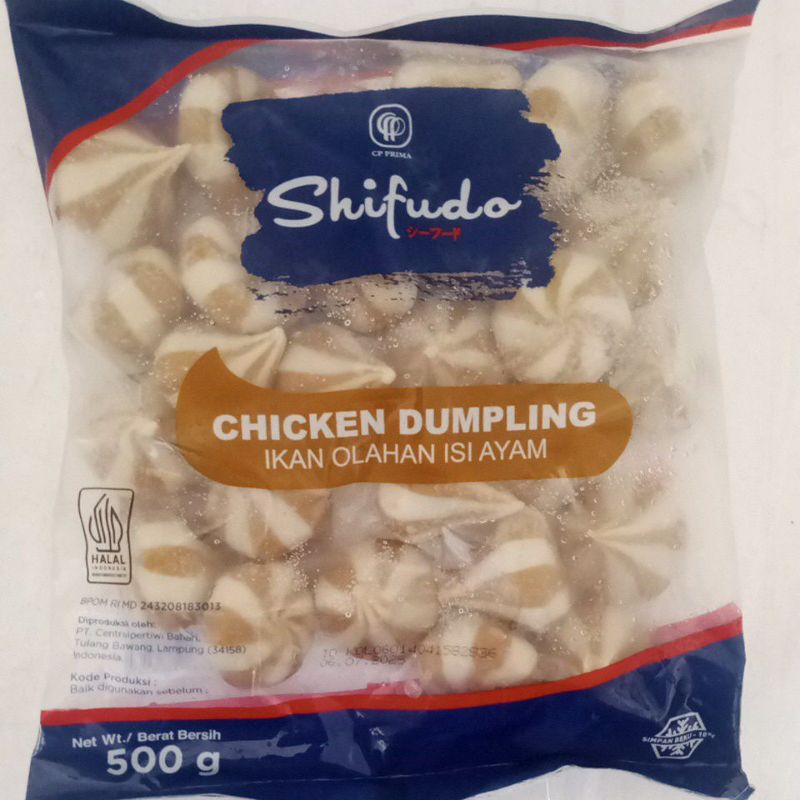 CP PRIMA
Shifudo
シーフード
CHICKEN DUMPLING
IKAN OLAHAN ISI AYAM
HALAL
INDONESIA
BPOM RI MD 243208183013
Diproduksi oleh:
PT. Centralpertiwi Bahari,
Tulang Bawang, Lampung (34158)
Indonesia.
Kode Produksi :
Baik digunakan sebelum :
Net Wt./ Berat Bersih
500 g
SIMPAN BEKU